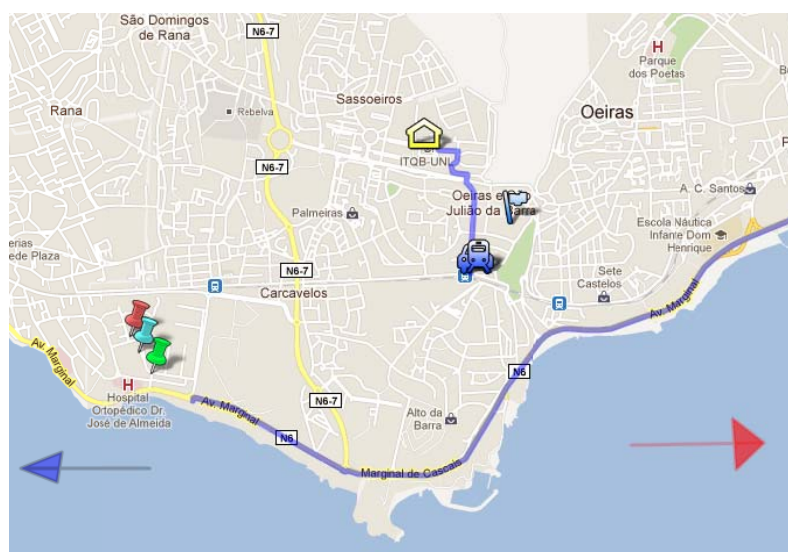 São Domingos
de Rana
N6-7
H
Parque
dos Poetas
Rana
Rebelva
Sassoeiros
Oeiras
ITQB-UNL
N6-7
Palmeiras
Oeiras e
Julião da Barra
A. C. Santos
Escola Náutica
Infante Dom
Henrique
ede Plaza
N6-7
Carcavelos
Sete
Castelos
Av. Marginal
Av. Marginal
H
Hospital
Ortopédico Dr.
José de Almeida
N6
N6-7
Av. Marginal
Alto da
Barra
N6
Marginal de Cascais